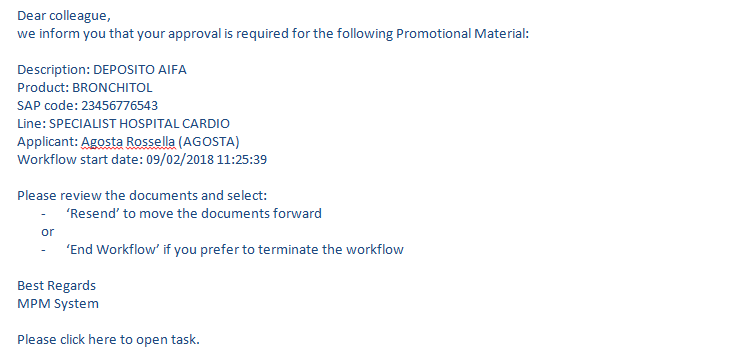 Dear colleague,
we inform you that your approval is required for the following Promotional Material:
Description: DEPOSITO AIFA
Product: BRONCHITOL
SAP code: 23456776543
Line: SPECIALIST HOSPITAL CARDIO
Applicant: Agosta Rossella (AGOSTA)
Workflow start date: 09/02/2018 11:25:39
Please review the documents and select:
- 'Resend' to move the documents forward
or
- 'End Workflow' if you prefer to terminate the workflow
Best Regards
MPM System
Please click here to open task.